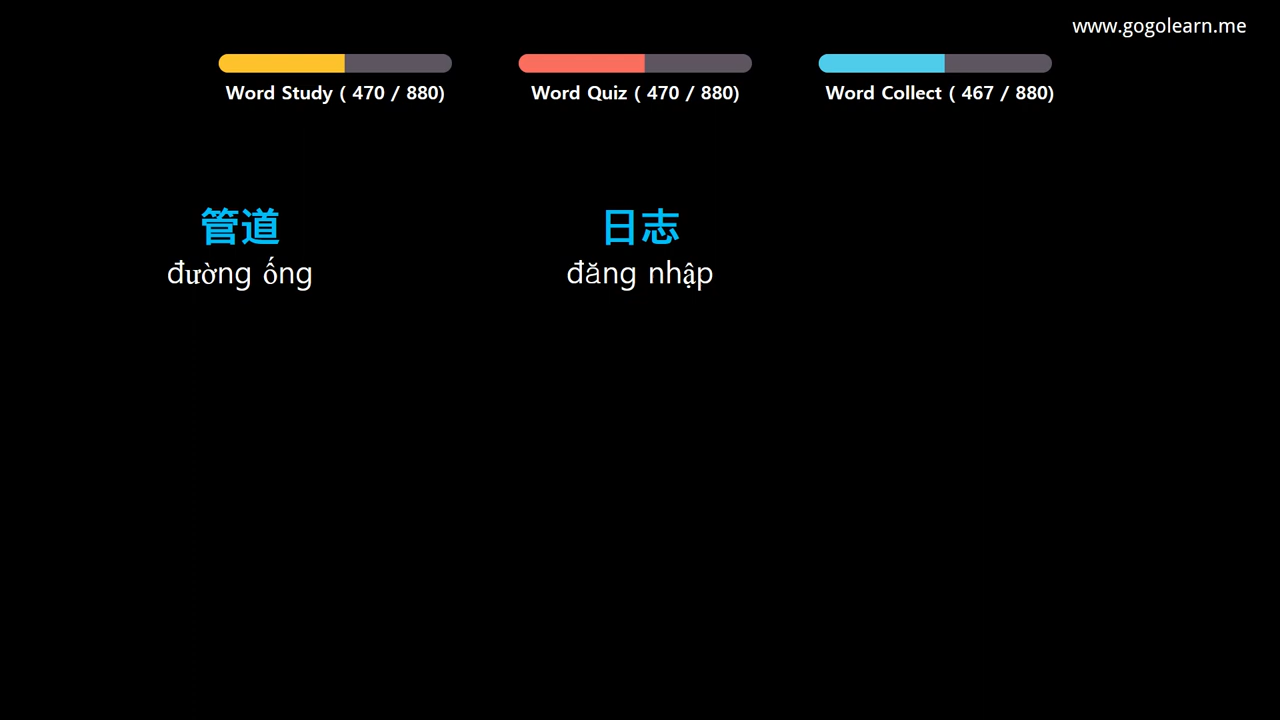 www.gogolearn.me
Word Study ( 470 / 880)
Word Quiz ( 470 / 880)
Word Collect ( 467 / 880)
管道
đường ống
日志
đăng nhập